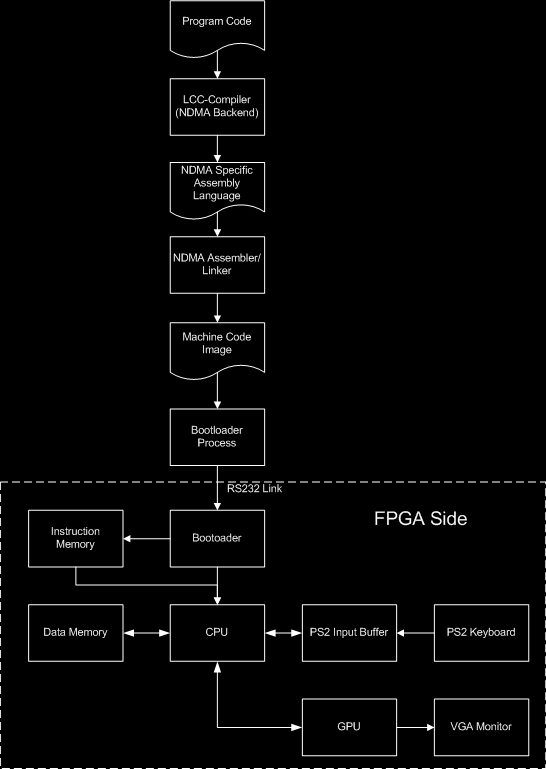 Program Code
LCC-Compiler
(NDMA Backend)
NDMA Specific
Assembly
Language
NDMA Assembler/
Linker
Machine Code
Image
Bootloader
Process
RS232 Link
FPGA Side
Instruction
Memory
Bootoader
Data Memory
CPU
PS2 Input Buffer
PS2 Keyboard
GPU
VGA Monitor